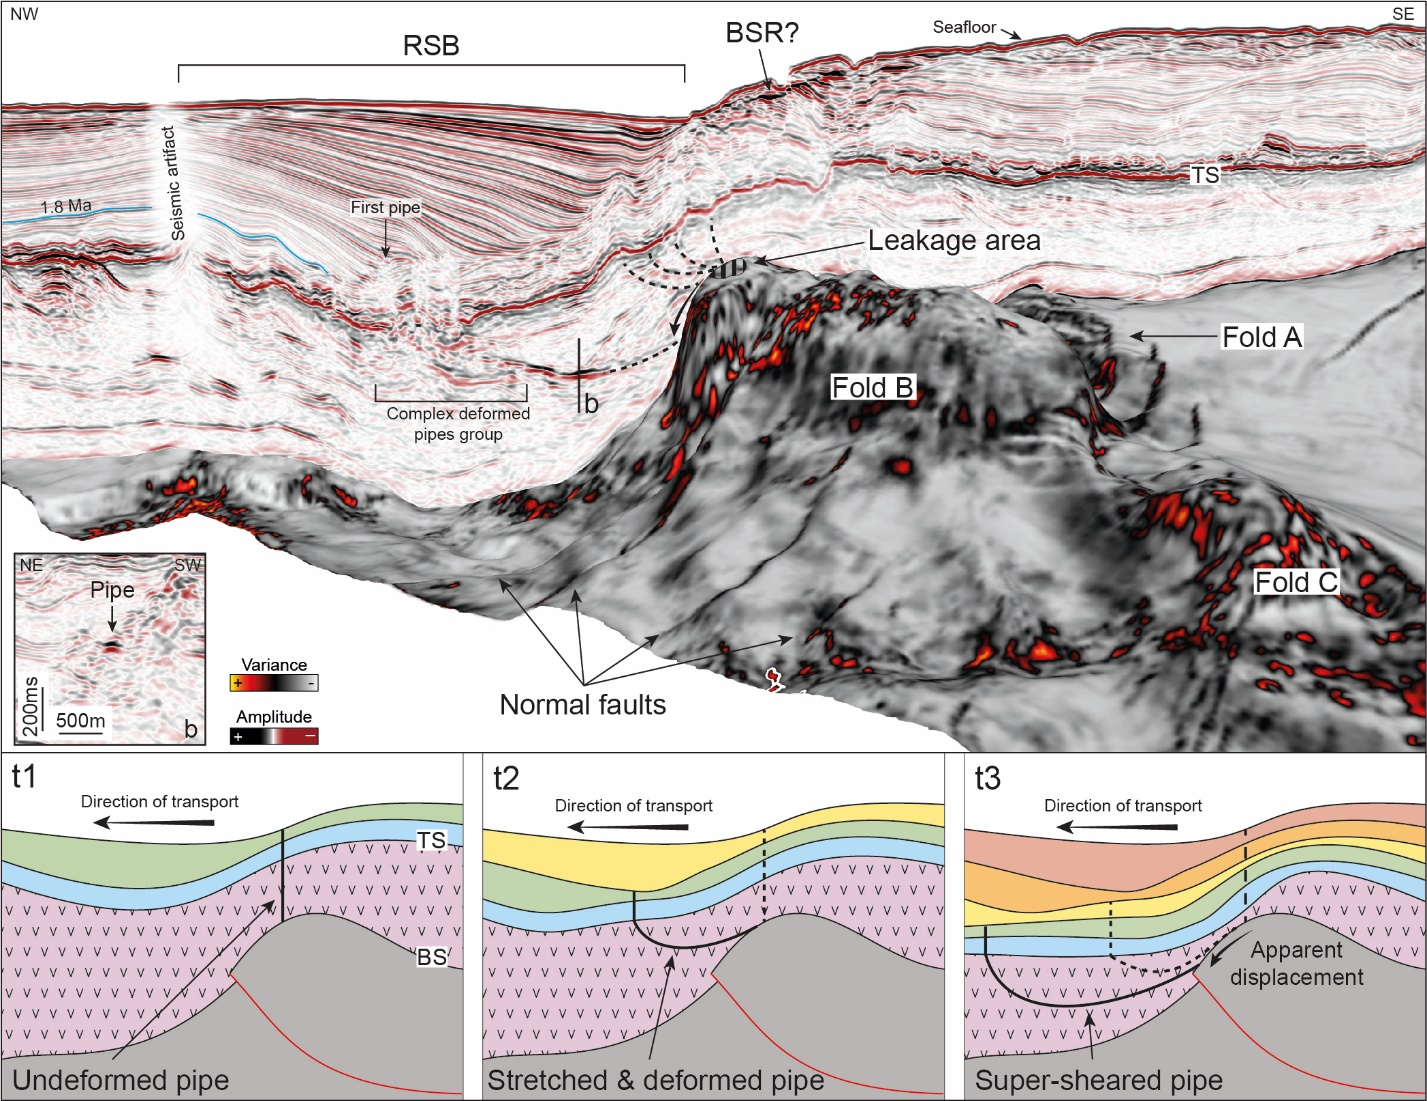 NW
SE
RSB
BSR?
Seafloor
Seismic artifact
1.8 Ma
First pipe
TS
Leakage area
Fold A
Fold B
b
Complex deformed
pipes group
Fold C
NE
SW
Pipe
200ms
500m
b
Variance
+
-
Amplitude
+
–
Normal faults
t1
Direction of transport
TS
BS
Undeformed pipe
t2
Direction of transport
Stretched & deformed pipe
t3
Direction of transport
Apparent
displacement
Super-sheared pipe